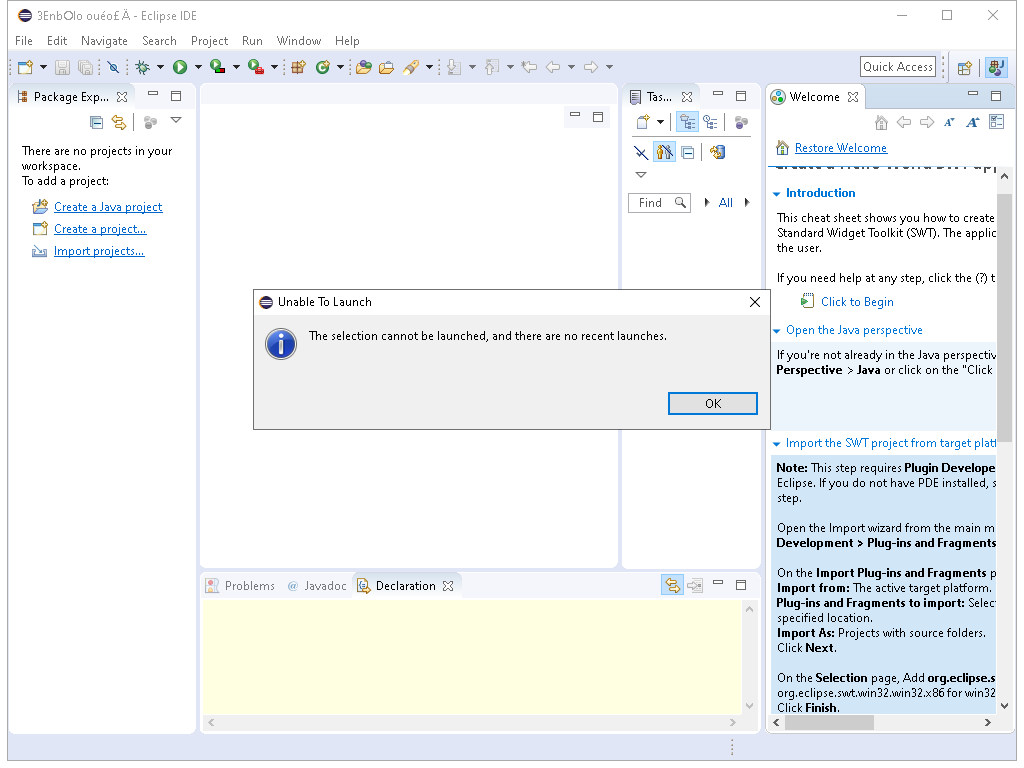 3EnbOlo ouéo£Ä - Eclipse IDE
File Edit Navigate Search Project Run Window Help
Quick Access
Package Exp...
There are no projects in your
workspace.
To add a project:
Create a Java project
Create a project...
Import projects...
Tas...
Find
All
Welcome
Restore Welcome
Create a Hello World SWT app
Introduction
This cheat sheet shows you how to create
Standard Widget Toolkit (SWT). The applic
the user.
If you need help at any step, click the (?) t
Click to Begin
Open the Java perspective
If you're not already in the Java perspectiv
Perspective > Java or click on the "Click
Import the SWT project from target platf
Note: This step requires Plugin Develope
Eclipse. If you do not have PDE installed, s
step.
Open the Import wizard from the main m
Development > Plug-ins and Fragments
On the Import Plug-ins and Fragments p
Import from: The active target platform.
Plug-ins and Fragments to import: Selec
specified location.
Import As: Projects with source folders.
Click Next.
On the Selection page, Add org.eclipse.s
org.eclipse.swt.win32.win32.x86 for win32
Click Finish.
Unable To Launch
The selection cannot be launched, and there are no recent launches.
OK
Problems
@ Javadoc
Declaration